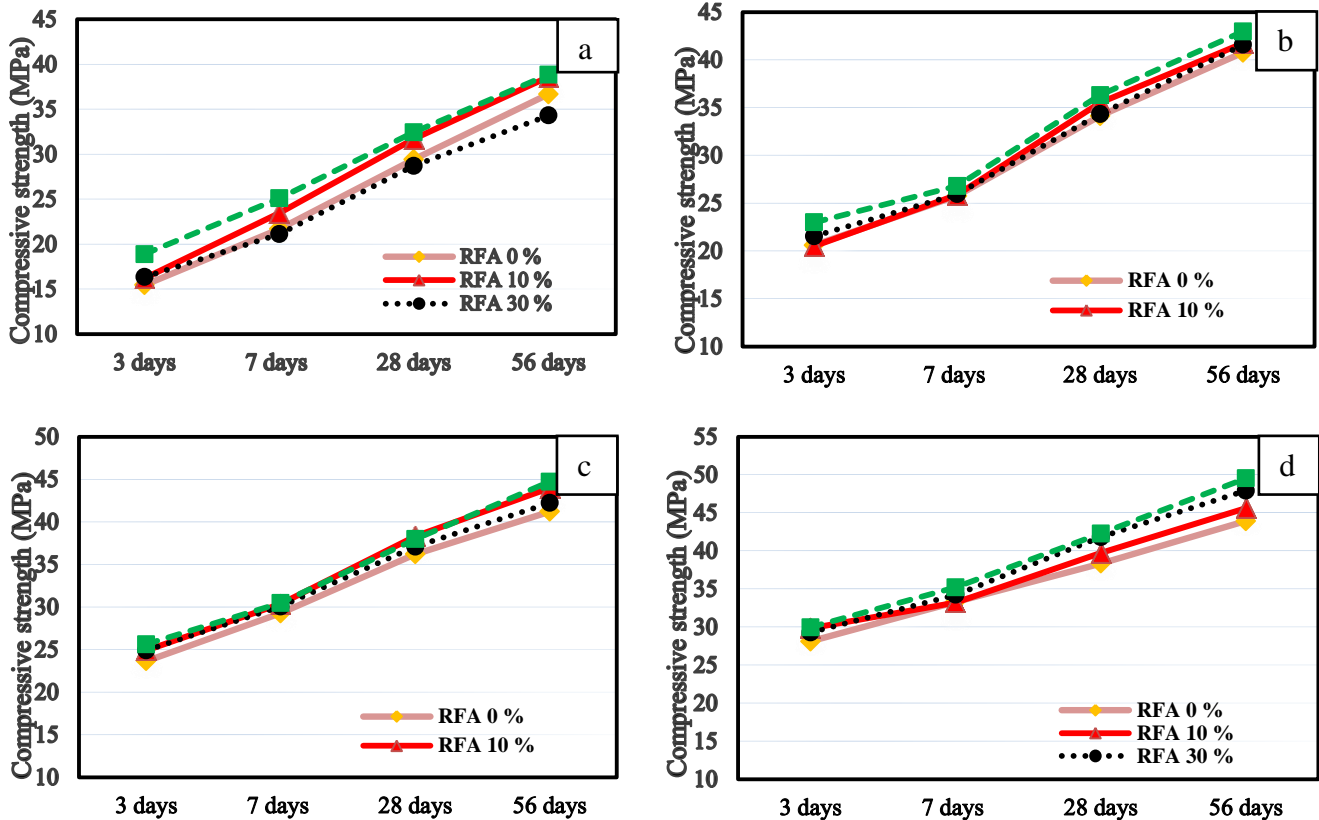 Compressive strength (MPa)
45
40
35
30
25
20
15
10
a
RFA 0 %
RFA 10 %
RFA 30 %
3 days
7 days
28 days
56 days
Compressive strength (MPa)
45
40
35
30
25
20
15
10
b
RFA 0 %
RFA 10 %
3 days
7 days
28 days
56 days
Compressive strength (MPa)
50
45
40
35
30
25
20
15
10
c
RFA 0 %
RFA 10 %
3 days
7 days
28 days
56 days
Compressive strength (MPa)
55
50
45
40
35
30
25
20
15
10
d
RFA 0 %
RFA 10 %
RFA 30 %
3 days
7 days
28 days
56 days